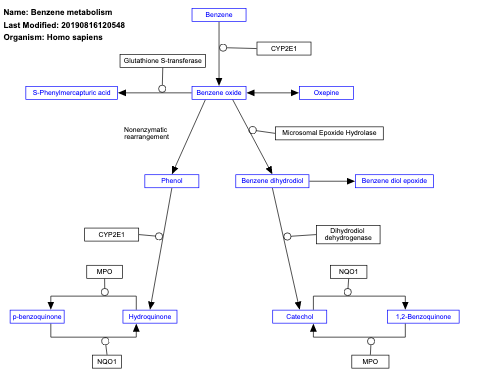 Name: Benzene metabolism
Last Modified: 20190816120548
Organism: Homo sapiens
Benzene
CYP2E1
Glutathione S-transferase
S-Phenylmercapturic acid
Benzene oxide
Oxepine
Nonenzymatic
rearrangement
Microsomal Epoxide Hydrolase
Phenol
Benzene dihydrodiol
Benzene diol epoxide
CYP2E1
Dihydrodiol
dehydrogenase
MPO
NQO1
p-benzoquinone
Hydroquinone
Catechol
1,2-Benzoquinone
NQO1
MPO